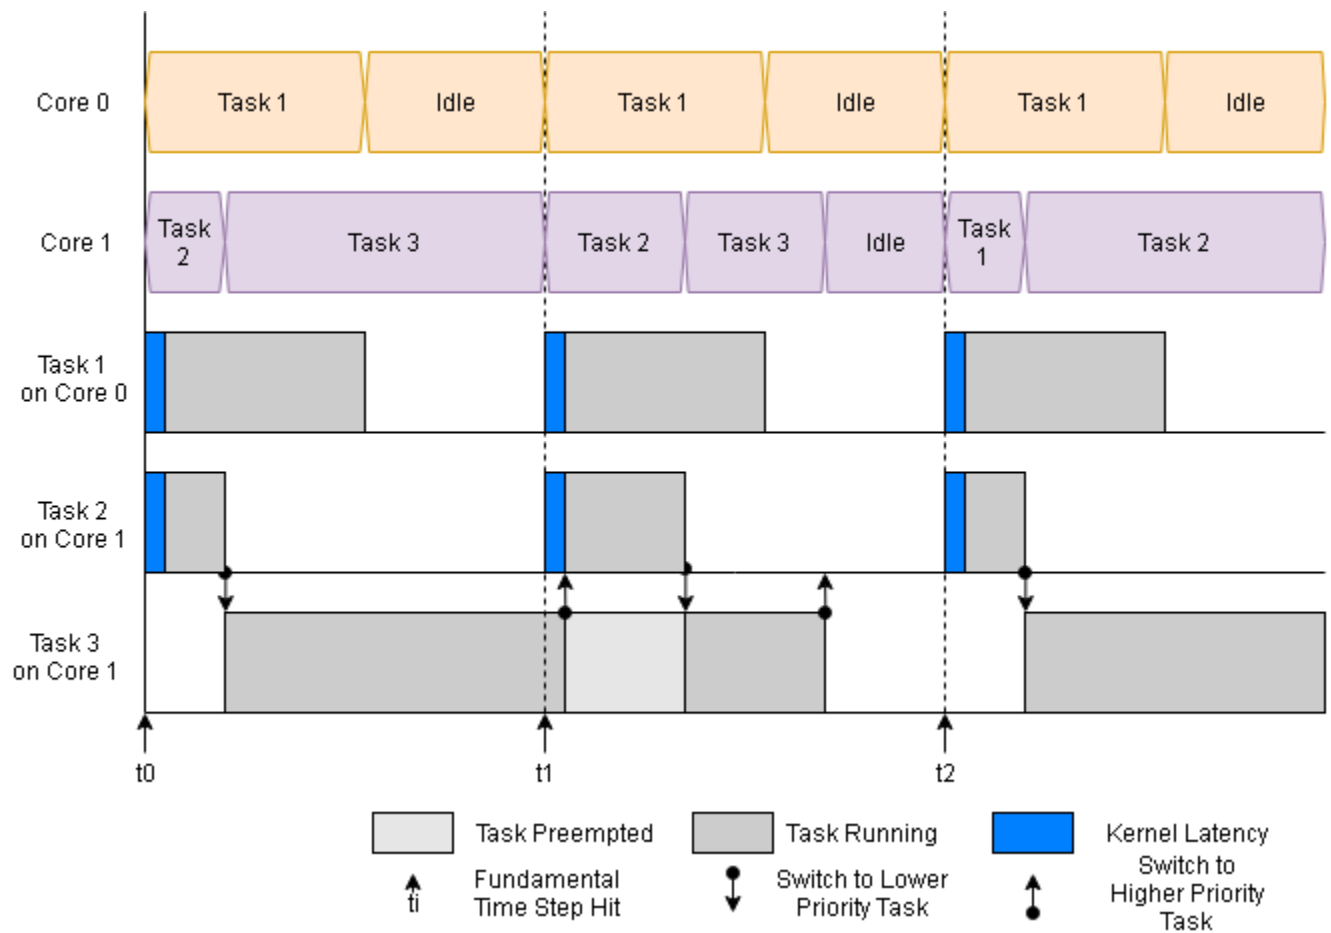 Core 0
Task 1
Idle
Task 1
Idle
Task 1
Idle
Core 1
Task
2
Task 3
Task 2
Task 3
Idle
Task
1
Task 2
Task 1
on Core 0
Task 2
on Core 1
Task 3
on Core 1
t0
t1
t2
Task Preempted
Task Running
Kernel Latency
ti
Fundamental
Time Step Hit
Switch to Lower
Priority Task
Switch to
Higher Priority
Task